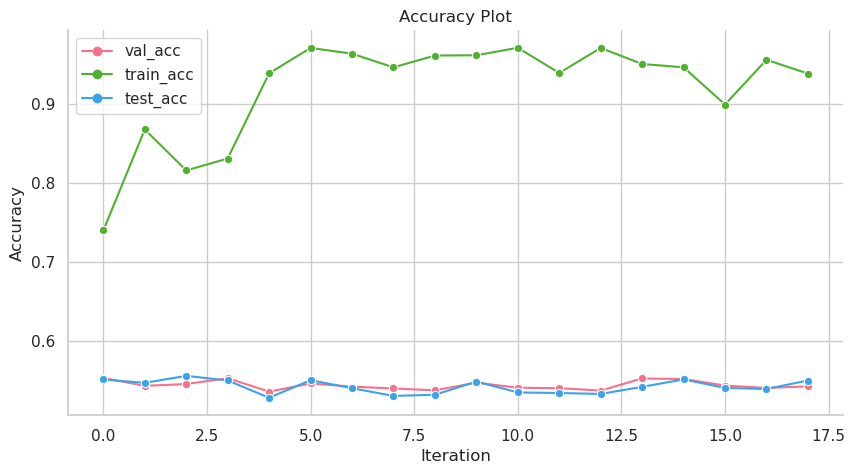 Accuracy Plot
val_acc
train_acc
test_acc
Accuracy
0.9
0.8
0.7
0.6
0.0
2.5
5.0
7.5
10.0
12.5
15.0
17.5
Iteration